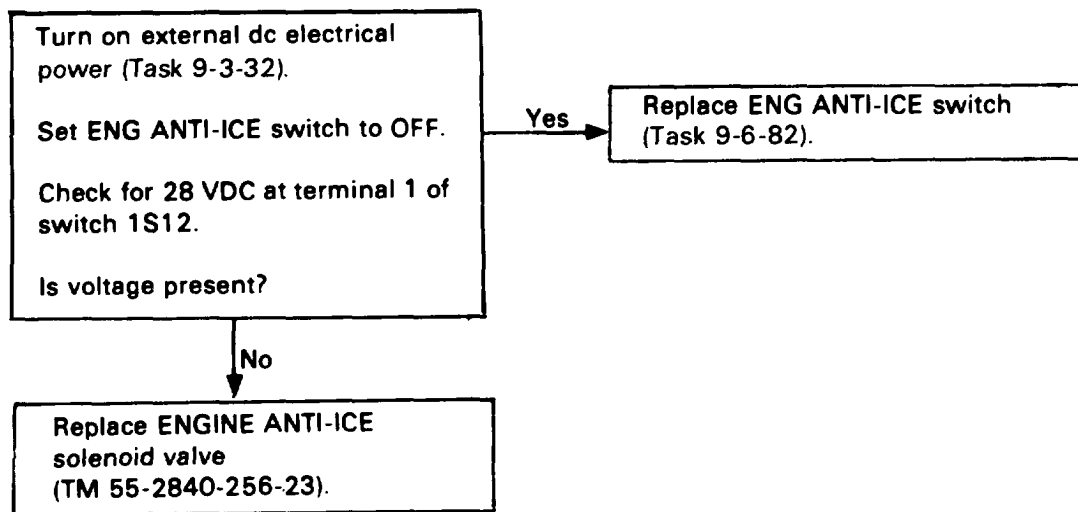 Turn on external dc electrical
power (Task 9-3-32).
Set ENG ANTI-ICE switch to OFF.
Check for 28 VDC at terminal 1 of
switch 1S12.
Is voltage present?
Yes
Replace ENG ANTI-ICE switch
(Task 9-6-82).
No
Replace ENGINE ANTI-ICE
solenoid valve
(TM 55-2840-256-23).